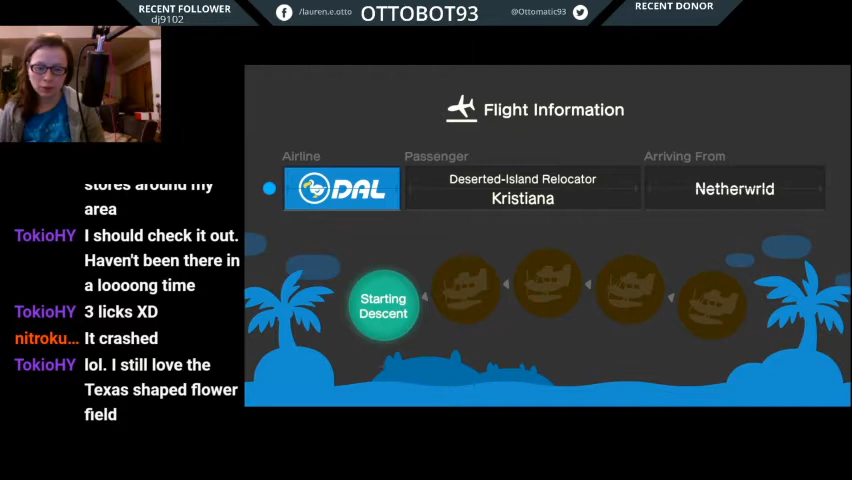 RECENT FOLLOWER
dj9102
/lauren.e.otto
OTTOBOT93
@Ottomatic93
RECENT DONOR
Flight Information
Airline
Passenger
Arriving From
DAL
Deserted-Island Relocator
Kristiana
Netherwrld
Starting
Descent
stores around my
area
TokioHY I should check it out.
Haven't been there in
a loooong time
TokioHY 3 licks XD
nitroku... It crashed
TokioHY lol. I still love the
Texas shaped flower
field